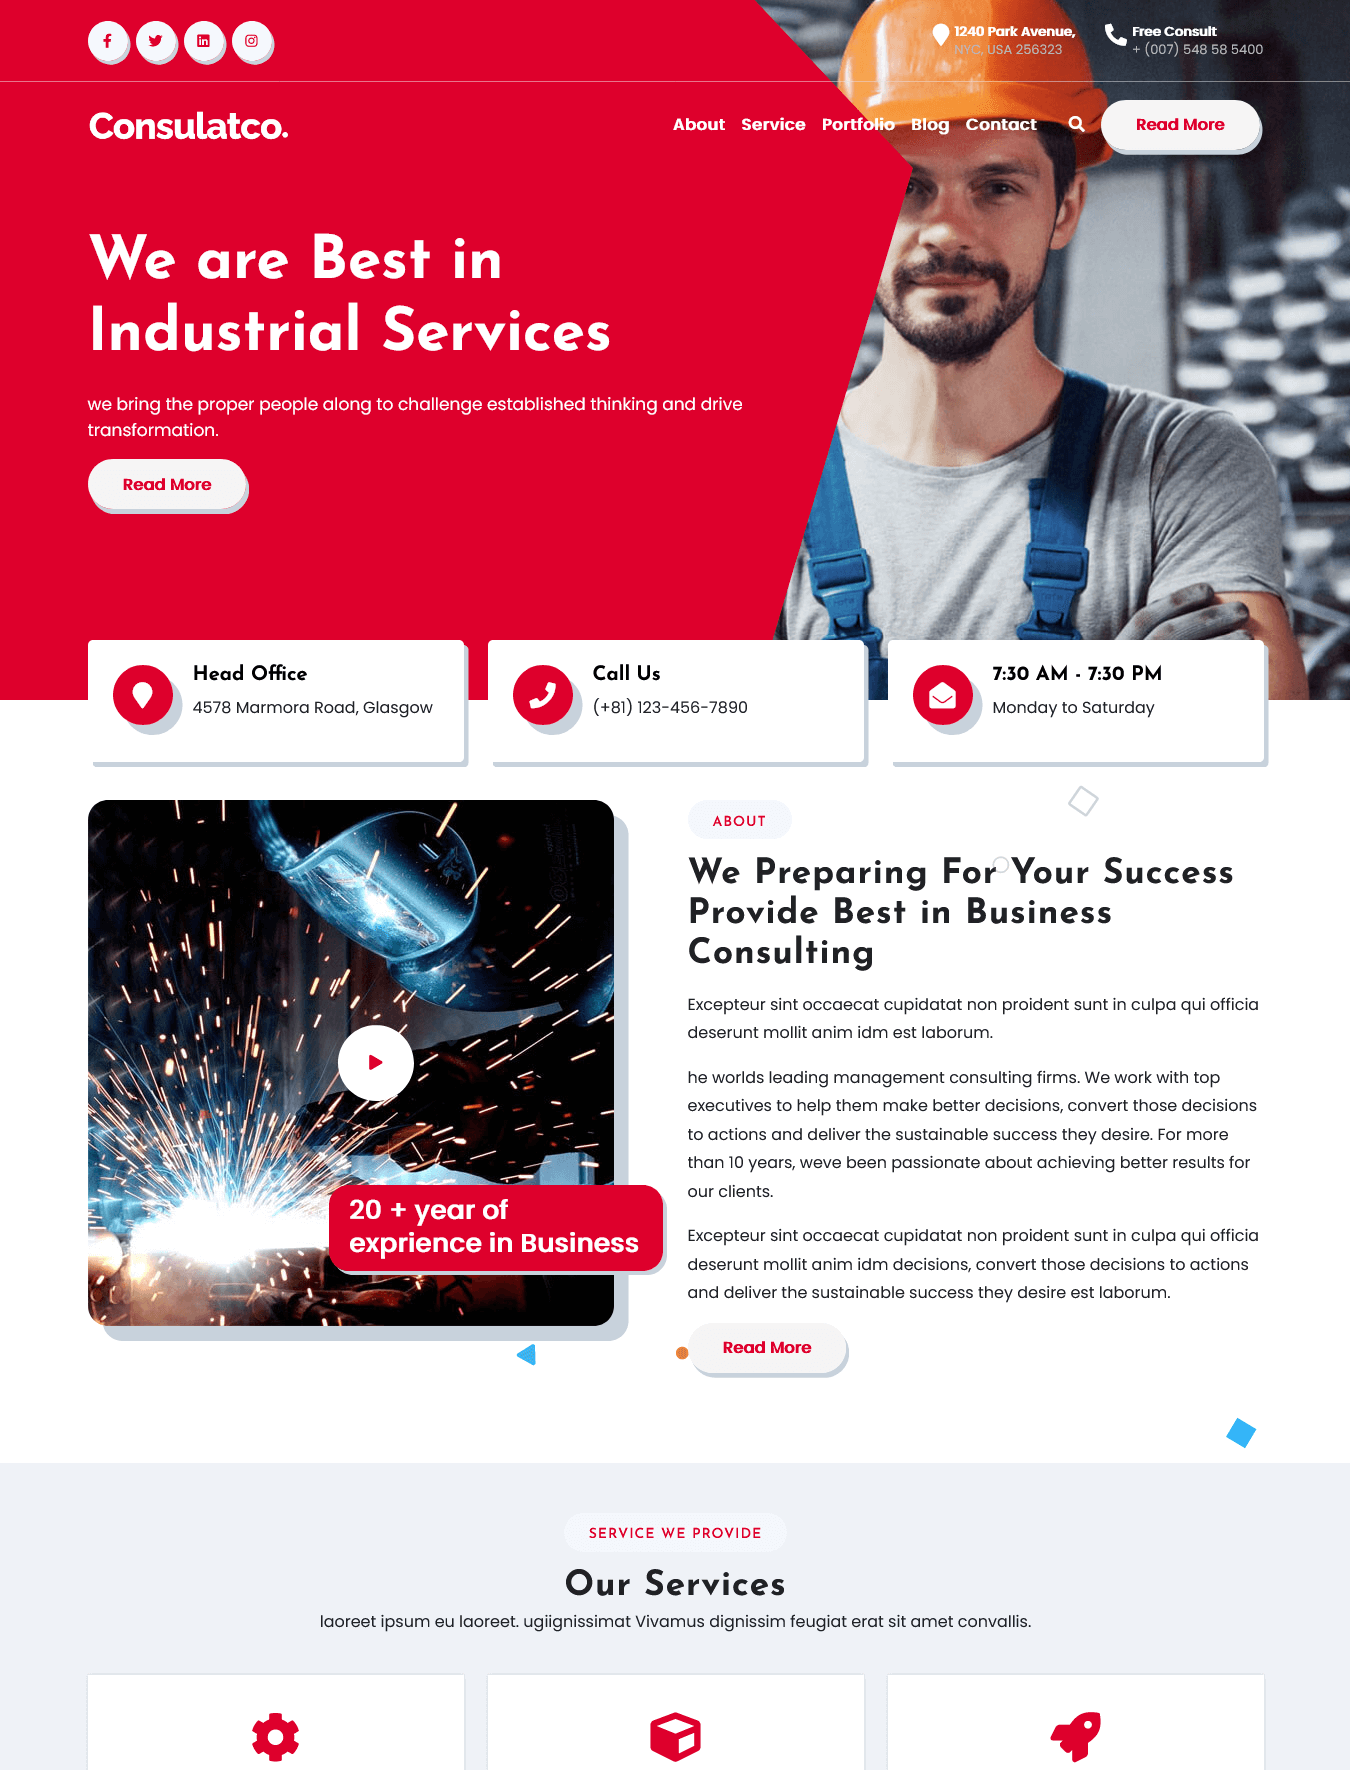 1240 Park Avenue,
NYC, USA 256323
Free Consult
+ (007) 548 58 5400
Consulatco.
About Service Portfolio Blog Contact
Read More
We are Best in
Industrial Services
we bring the proper people along to challenge established thinking and drive
transformation.
Read More
Head Office
4578 Marmora Road, Glasgow
Call Us
(+81) 123-456-7890
7:30 AM - 7:30 PM
Monday to Saturday
20 + year of
exprience in Business
ABOUT
We Preparing For Your Success
Provide Best in Business
Consulting
Excepteur sint occaecat cupidatat non proident sunt in culpa qui officia
deserunt mollit anim idm est laborum.
he worlds leading management consulting firms. We work with top
executives to help them make better decisions, convert those decisions
to actions and deliver the sustainable success they desire. For more
than 10 years, weve been passionate about achieving better results for
our clients.
Excepteur sint occaecat cupidatat non proident sunt in culpa qui officia
deserunt mollit anim idm decisions, convert those decisions to actions
and deliver the sustainable success they desire est laborum.
Read More
SERVICE WE PROVIDE
Our Services
laoreet ipsum eu laoreet. ugiignissimat Vivamus dignissim feugiat erat sit amet convallis.